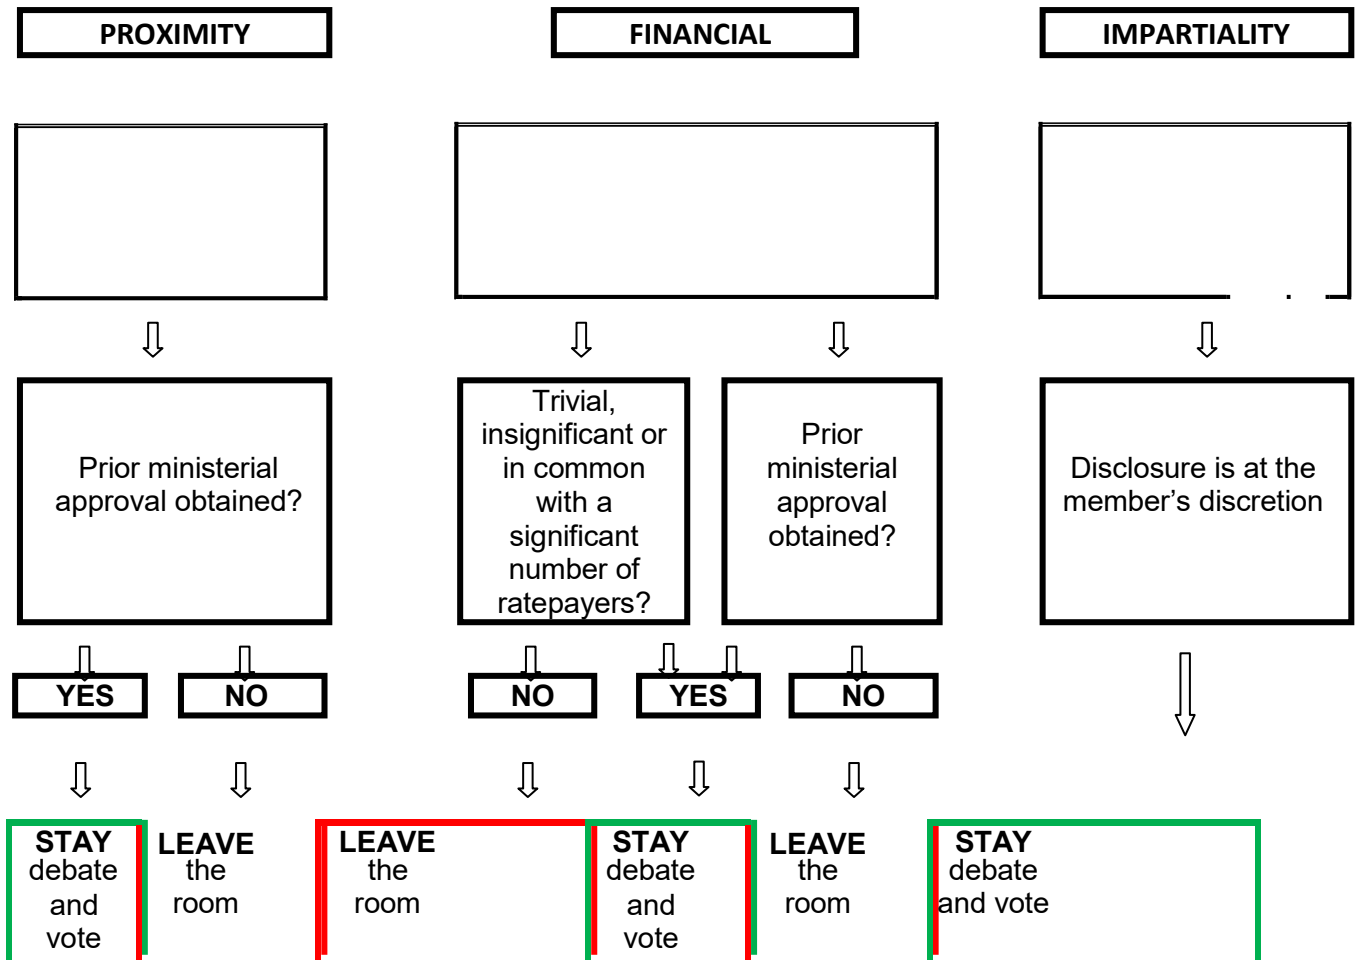 PROXIMITY
FINANCIAL
IMPARTIALITY
Prior ministerial
approval obtained?
Trivial,
insignificant or
in common
with a
significant
number of
ratepayers?
Prior
ministerial
approval
obtained?
Disclosure is at the
member’s discretion
YES
NO
NO
YES
NO
STAY
debate
and
vote
LEAVE
the
room
LEAVE
the
room
STAY
debate
and
vote
LEAVE
the
room
STAY
debate
and vote